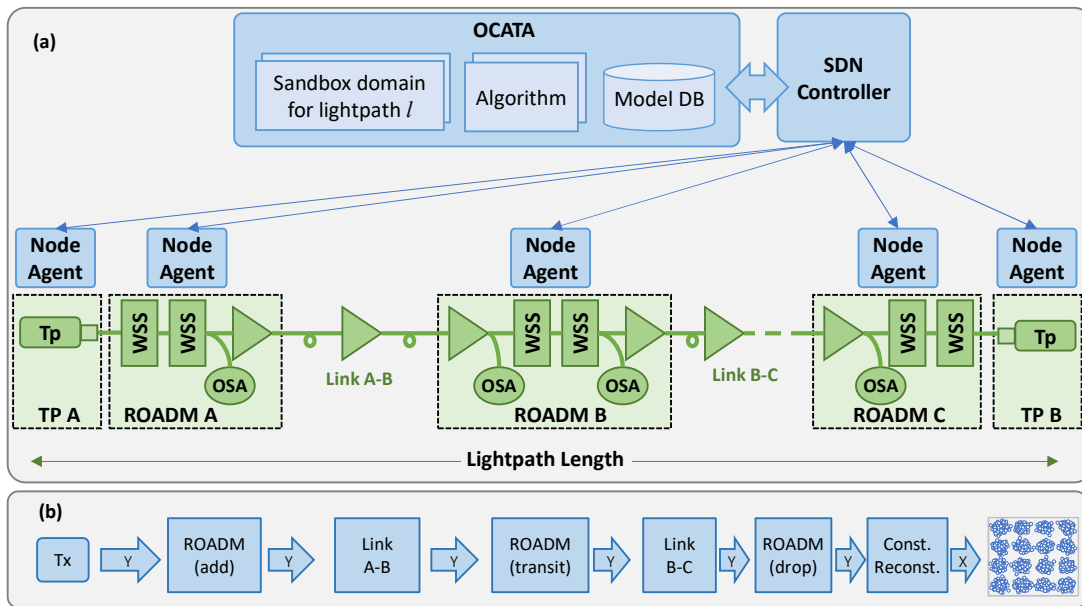 (a)
OCATA
Sandbox domain
for lightpath l
Algorithm
Model DB
SDN
Controller
Node
Agent
Node
Agent
Node
Agent
Node
Agent
Node
Agent
Tp
WSS
WSS
OSA
Link A-B
OSA
WSS
WSS
OSA
Link B-C
OSA
WSS
WSS
Tp
TP A
ROADM A
ROADM B
ROADM C
TP B
Lightpath Length
(b)
Tx
Y
ROADM
(add)
Y
Link
A-B
Y
ROADM
(transit)
Y
Link
B-C
Y
ROADM
(drop)
Y
Const.
Reconst.
X